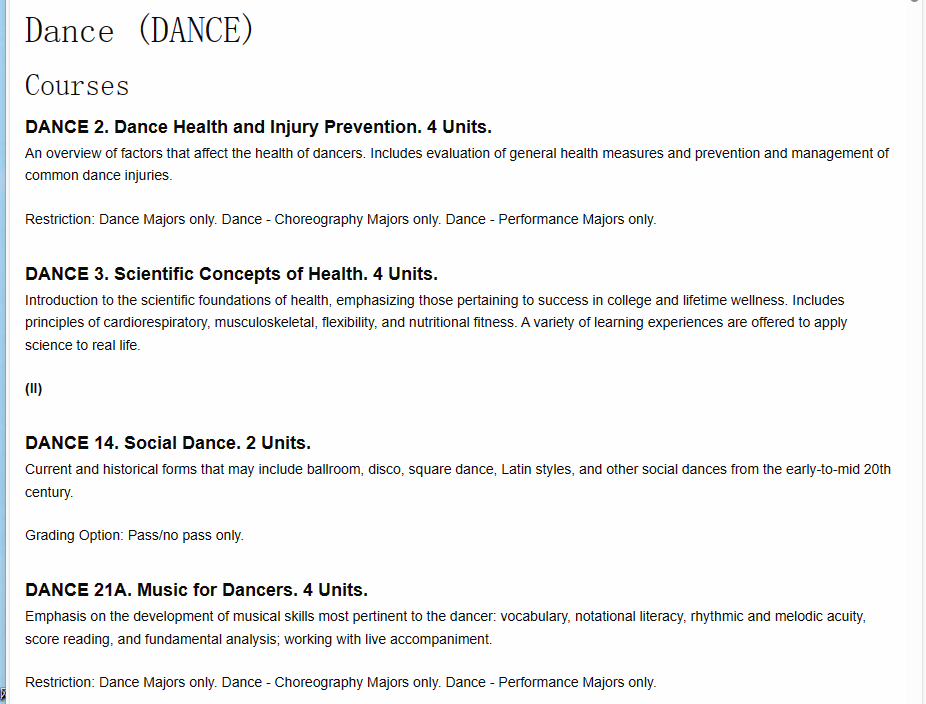 Dance (DANCE)
Courses
DANCE 2. Dance Health and Injury Prevention. 4 Units.
An overview of factors that affect the health of dancers. Includes evaluation of general health measures and prevention and management of
common dance injuries.
Restriction: Dance Majors only. Dance - Choreography Majors only. Dance - Performance Majors only.
DANCE 3. Scientific Concepts of Health. 4 Units.
Introduction to the scientific foundations of health, emphasizing those pertaining to success in college and lifetime wellness. Includes
principles of cardiorespiratory, musculoskeletal, flexibility, and nutritional fitness. A variety of learning experiences are offered to apply
science to real life.
(II)
DANCE 14. Social Dance. 2 Units.
Current and historical forms that may include ballroom, disco, square dance, Latin styles, and other social dances from the early-to-mid 20th
century.
Grading Option: Pass/no pass only.
DANCE 21A. Music for Dancers. 4 Units.
Emphasis on the development of musical skills most pertinent to the dancer: vocabulary, notational literacy, rhythmic and melodic acuity,
score reading, and fundamental analysis; working with live accompaniment.
Restriction: Dance Majors only. Dance - Choreography Majors only. Dance - Performance Majors only.